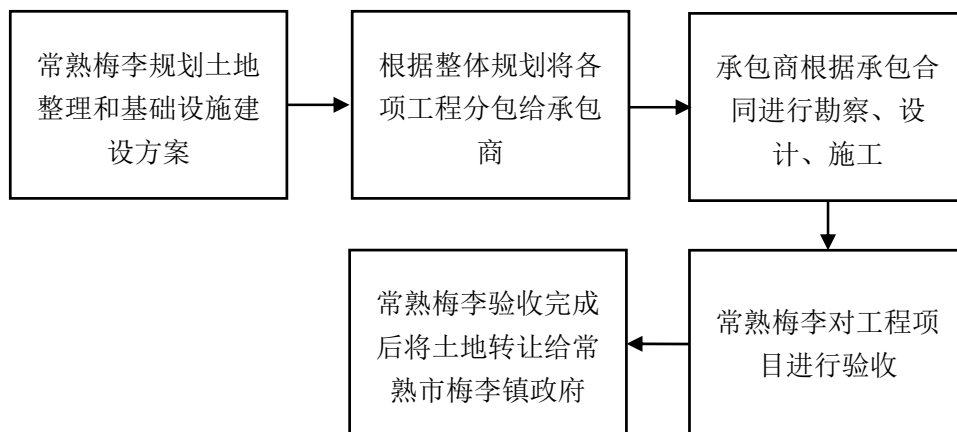 常熟梅李规划土地
整理和基础设施建
设方案
根据整体规划将各
项工程分包给承包
商
承包商根据承包合
同进行勘察、设
计、施工
常熟梅李对工程项
目进行验收
常熟梅李验收完成
后将土地转让给常
熟市梅李镇政府